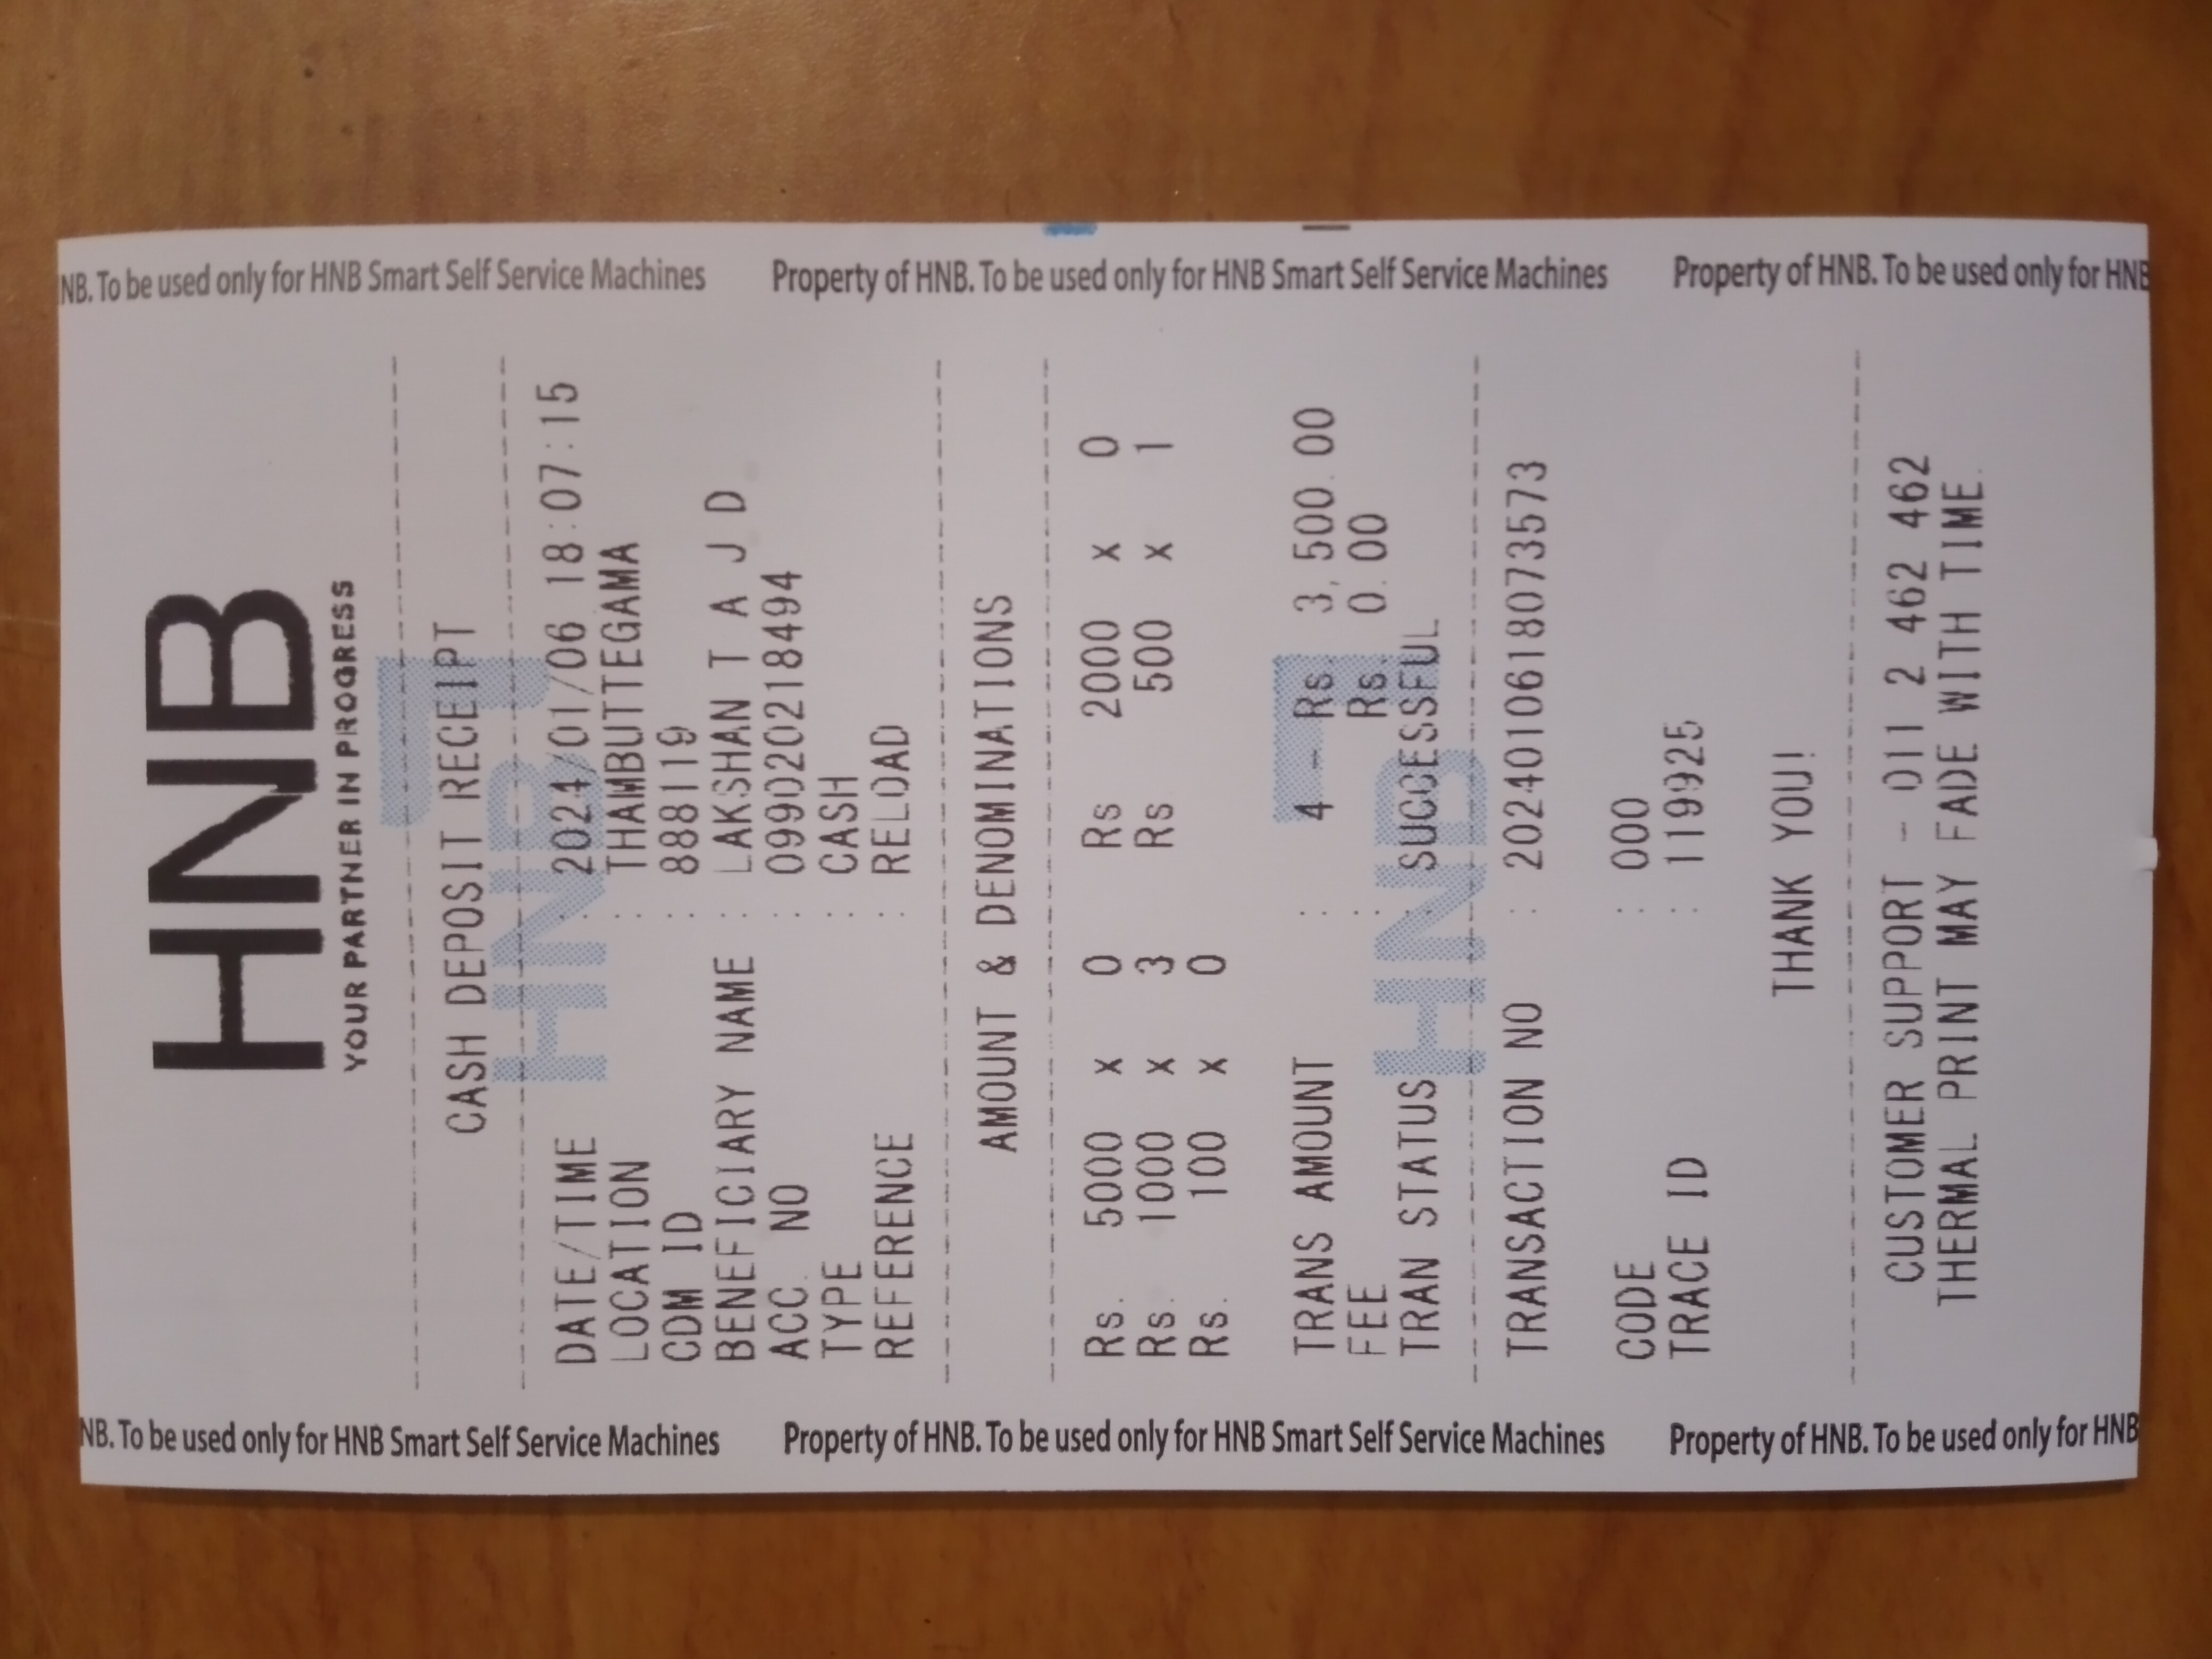 HNB
YOUR PARTNER IN PROGRESS
CASH DEPOSIT RECEIPT
DATE/TIME : 2024/01/06 18:07:15
LOCATION : THAMBUTTEGAMA
CDM ID : 888119
BENEFICIARY NAME : LAKSHAN T A J D
ACC. NO : 099020218494
TYPE : CASH
REFERENCE : RELOAD
AMOUNT & DENOMINATIONS
Rs. 5000 x 0 Rs 2000 x 0
Rs. 1000 x 3 Rs 500 x 1
Rs. 100 x 0
TRANS AMOUNT : 4 - Rs. 3,500.00
FEE : Rs. 0.00
TRAN STATUS : SUCCESSFUL
TRANSACTION NO : 2024010618073573
CODE : 000
TRACE ID : 119925
THANK YOU!
CUSTOMER SUPPORT - 011 2 462 462
THERMAL PRINT MAY FADE WITH TIME.
NB. To be used only for HNB Smart Self Service Machines Property of HNB. To be used only for HNB Smart Self Service Machines Property of HNB. To be used only for HNB
NB. To be used only for HNB Smart Self Service Machines Property of HNB. To be used only for HNB Smart Self Service Machines Property of HNB. To be used only for HNB
HNB
HNB